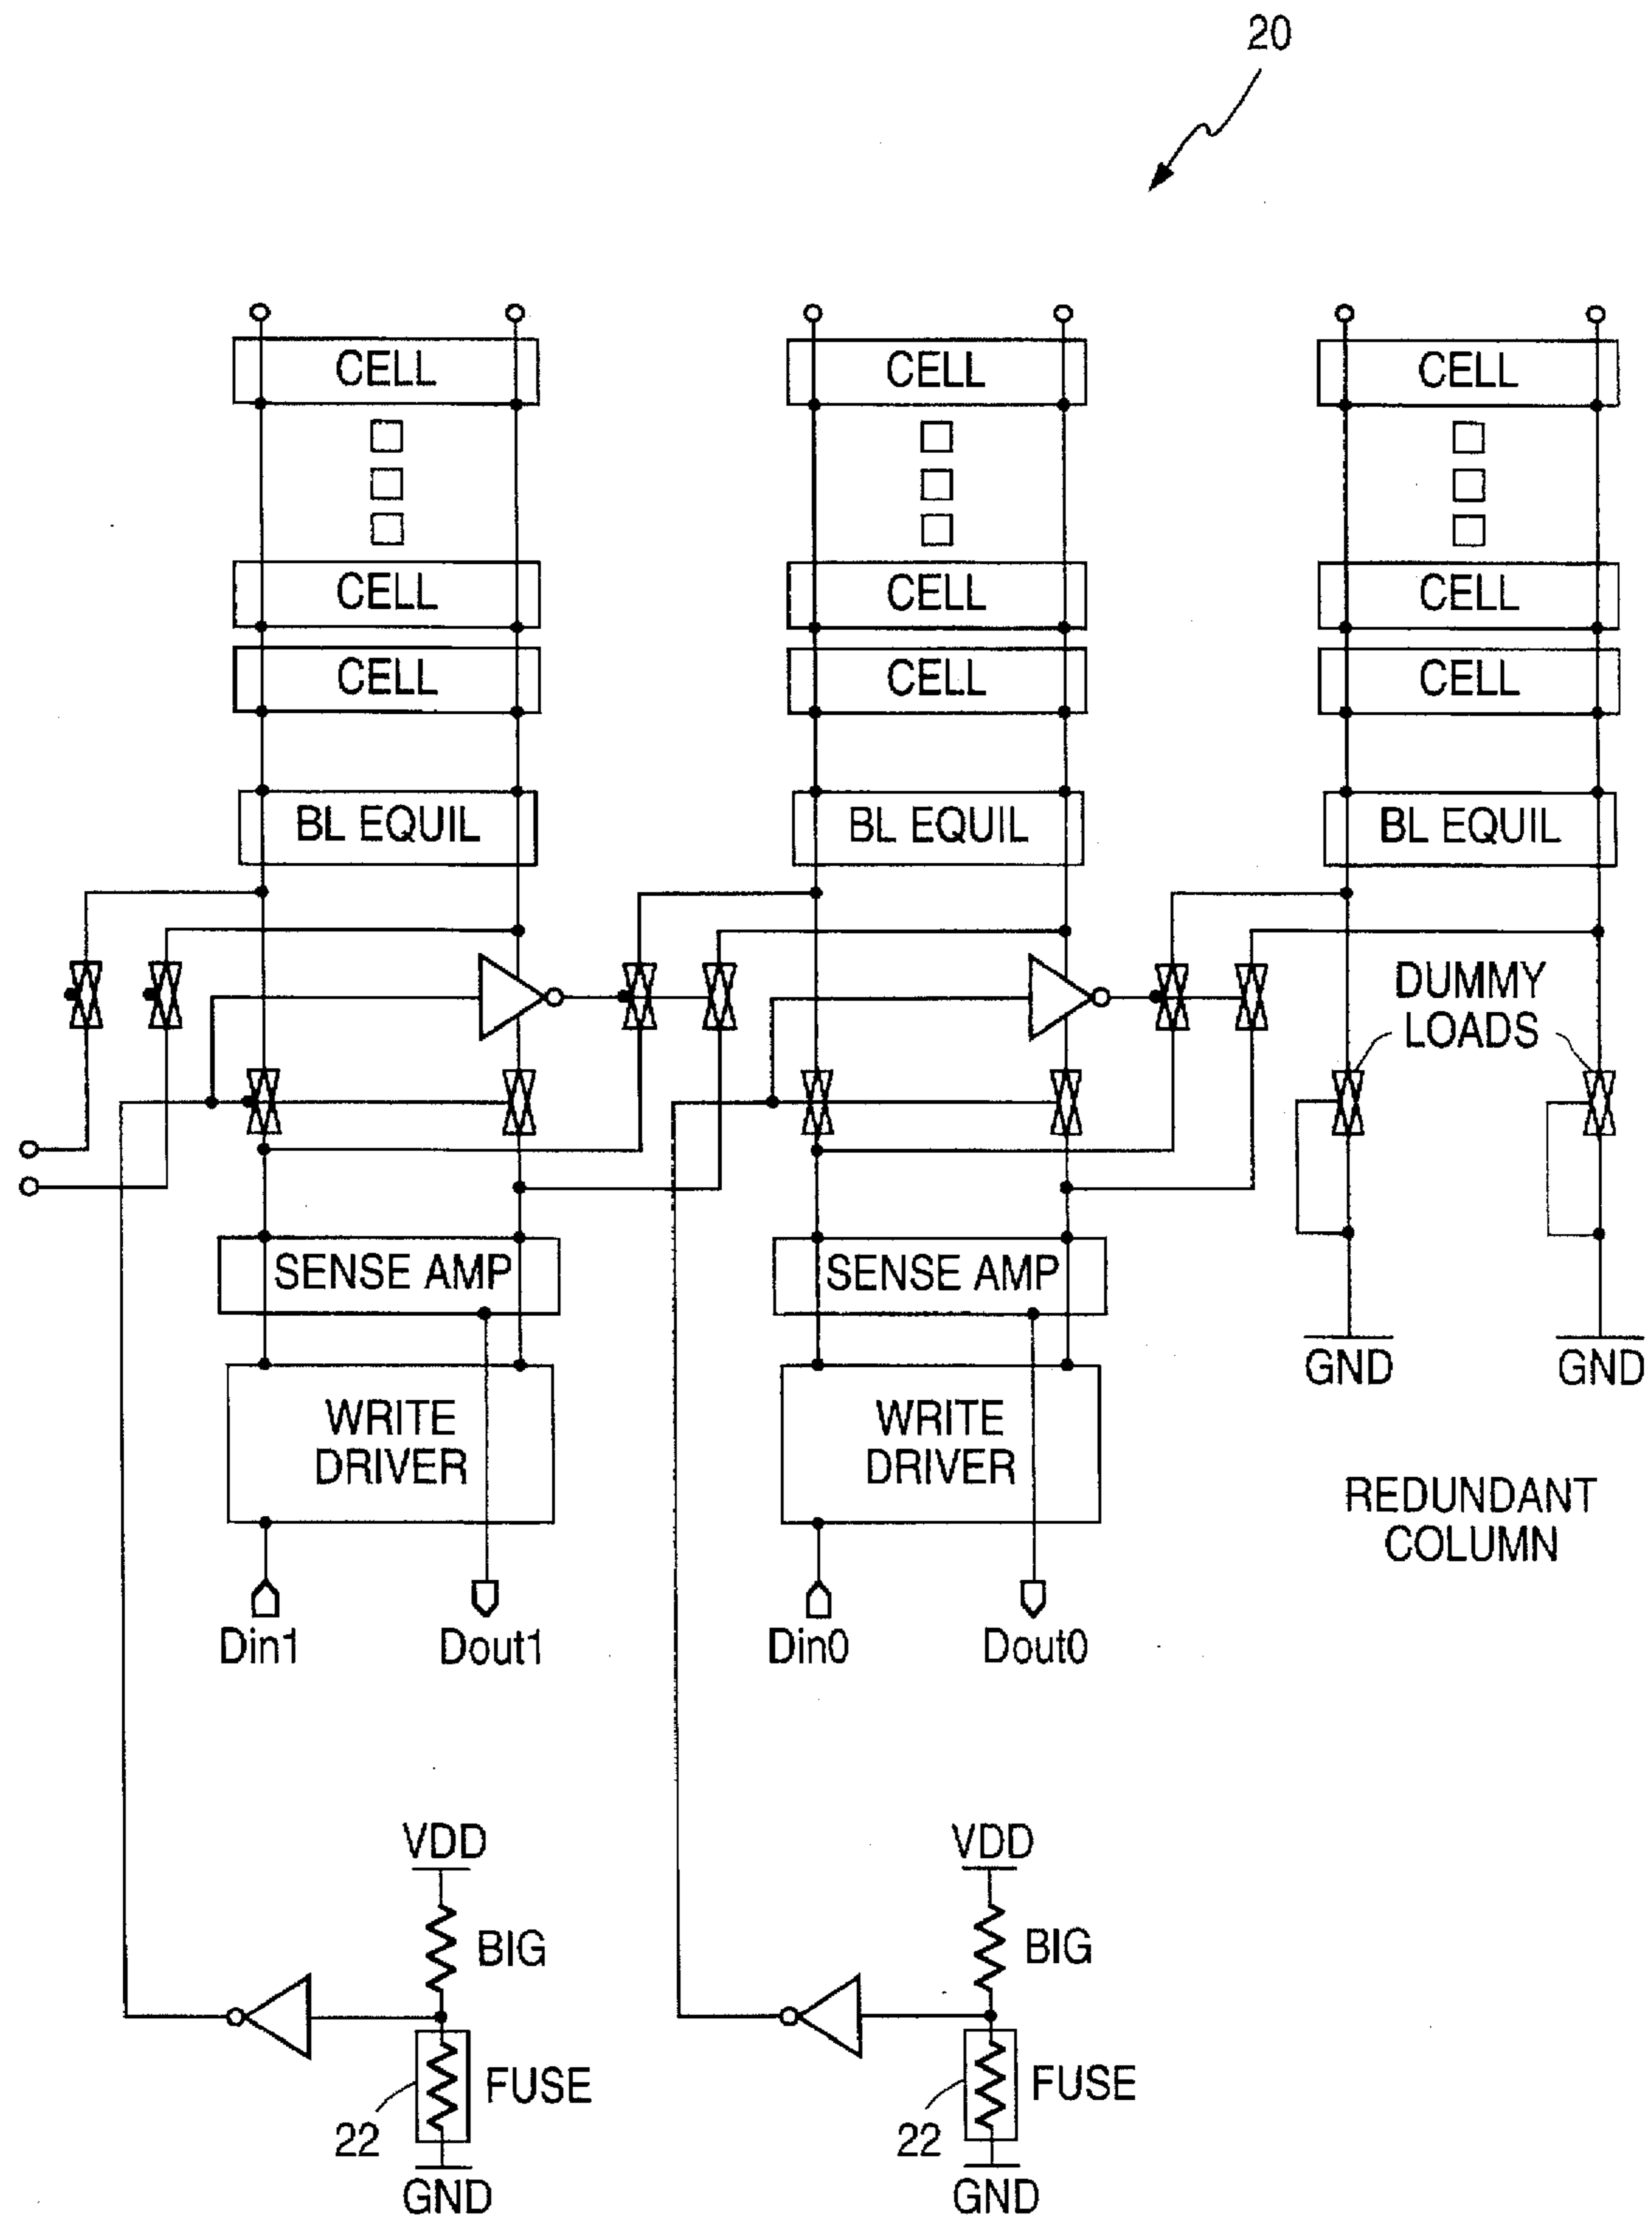 20
CELL CELL CELL
CELL CELL CELL
CELL CELL CELL
BL EQUIL BL EQUIL BL EQUIL
DUMMY
LOADS
SENSE AMP SENSE AMP
GND GND
WRITE
DRIVER
WRITE
DRIVER
REDUNDANT
COLUMN
Din1 Dout1 Din0 Dout0
VDD VDD
BIG BIG
FUSE FUSE
22 22
GND GND